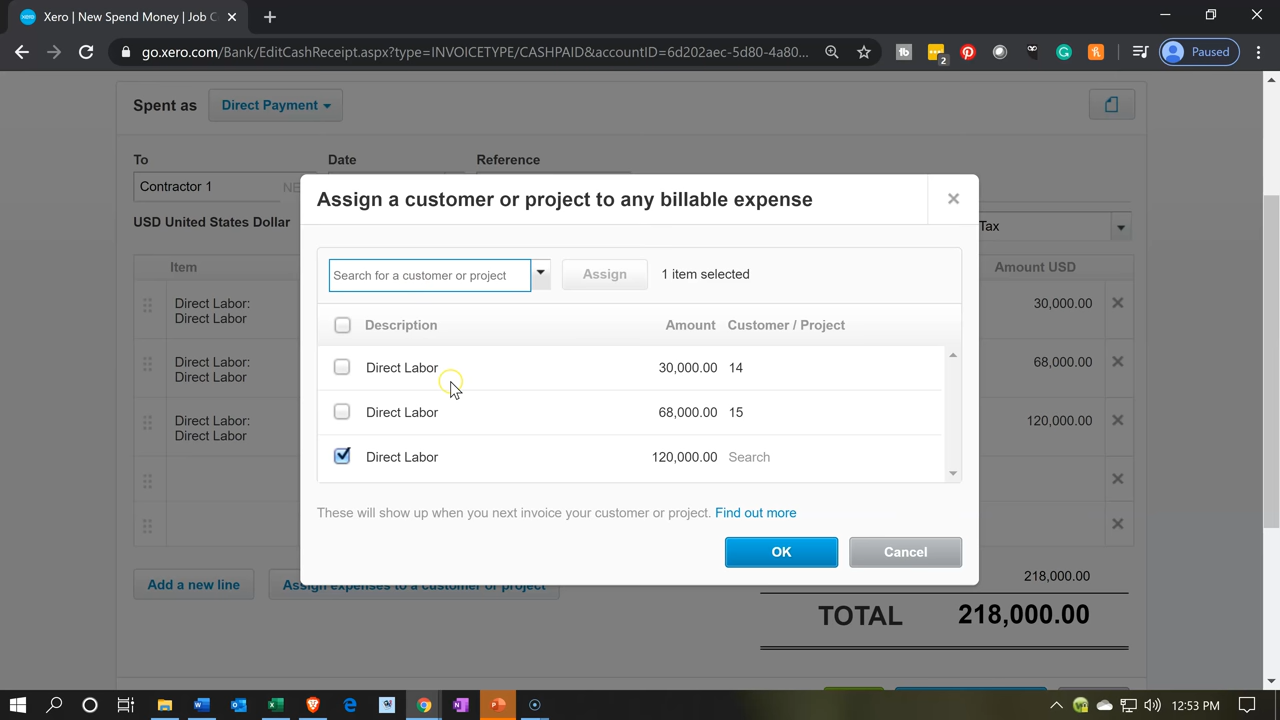 Xero | New Spend Money | Job C
go.xero.com/Bank/EditCashReceipt.aspx?type=INVOICETYPE/CASHPAID&accountID=6d202aec-5d80-4a80...
2
Paused
Spent as
Direct Payment
To
Date
Reference
Contractor 1
NE
USD United States Dollar
Tax
Item
Amount USD
Direct Labor:
Direct Labor
30,000.00
Direct Labor:
Direct Labor
68,000.00
Direct Labor:
Direct Labor
120,000.00
Assign a customer or project to any billable expense
Search for a customer or project
Assign
1 item selected
Description
Amount
Customer / Project
Direct Labor
30,000.00
14
Direct Labor
68,000.00
15
Direct Labor
120,000.00
Search
These will show up when you next invoice your customer or project. Find out more
OK
Cancel
Add a new line
Assign expenses to a customer or project
218,000.00
TOTAL
218,000.00
12:53 PM